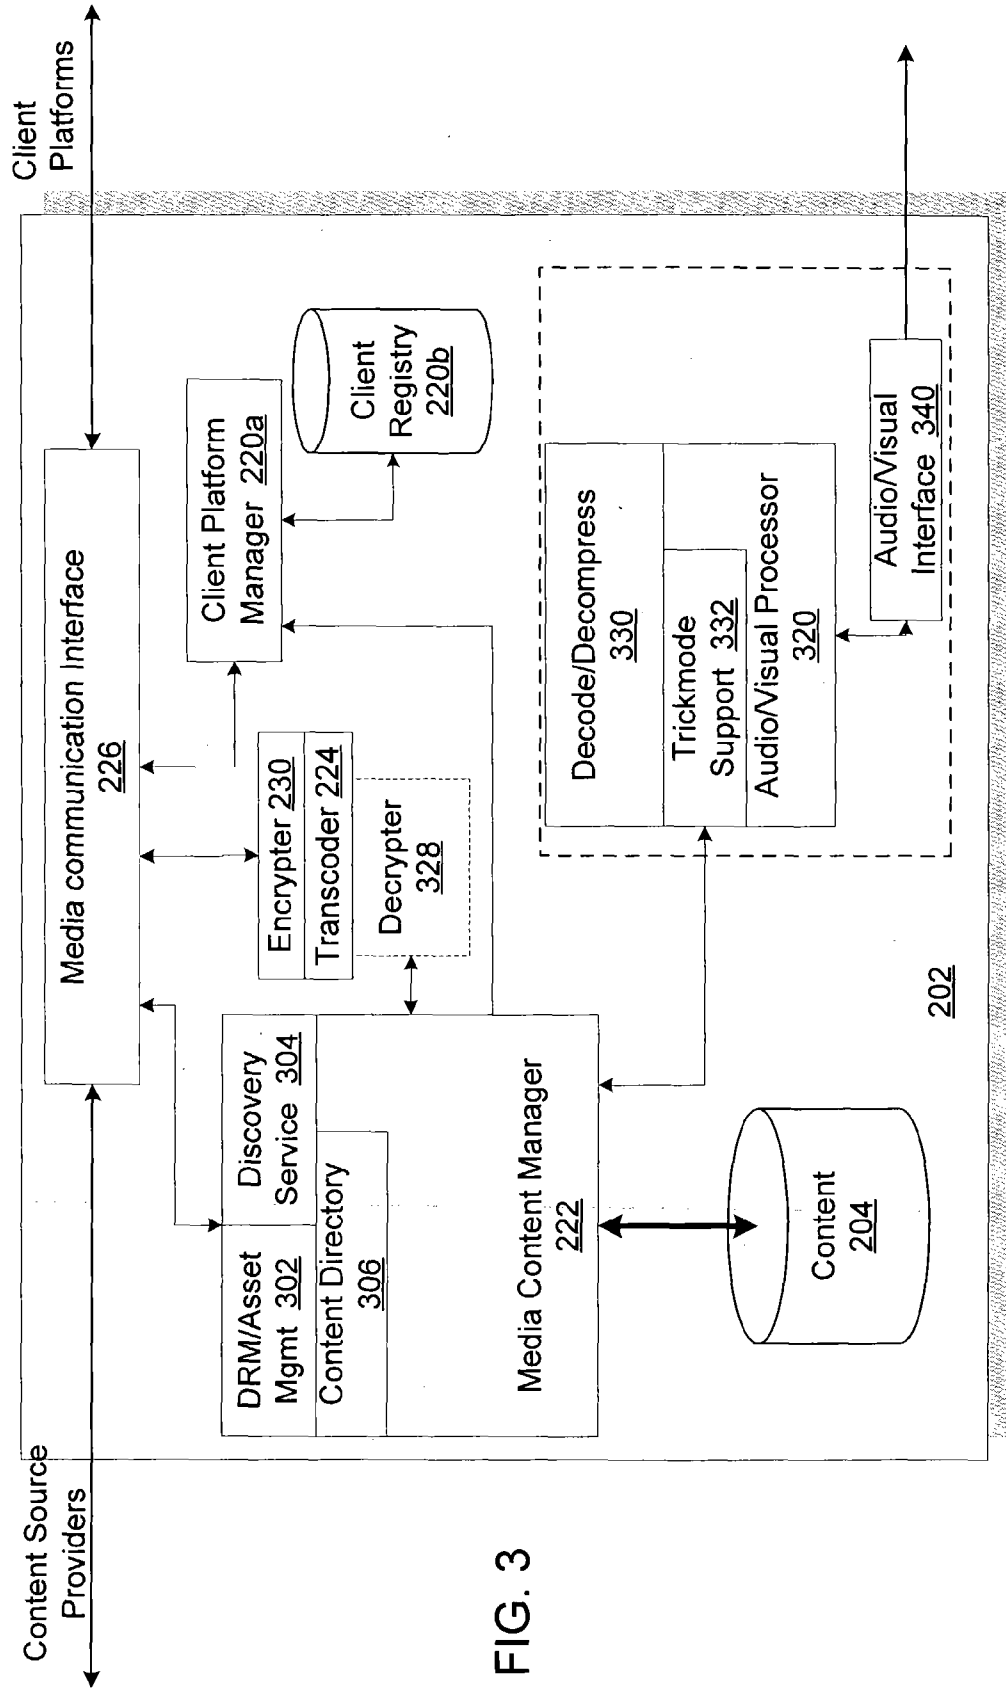 Content Source
Providers
Client
Platforms
Media communication Interface
226
DRM/Asset
Mgmt 302
Discovery
Service 304
Content Directory
306
Media Content Manager
222
Encrypter 230
Transcoder 224
Decrypter
328
Client Platform
Manager 220a
Client
Registry
220b
Content
204
202
Decode/Decompress
330
Trickmode
Support 332
Audio/Visual Processor
320
Audio/Visual
Interface 340
FIG. 3